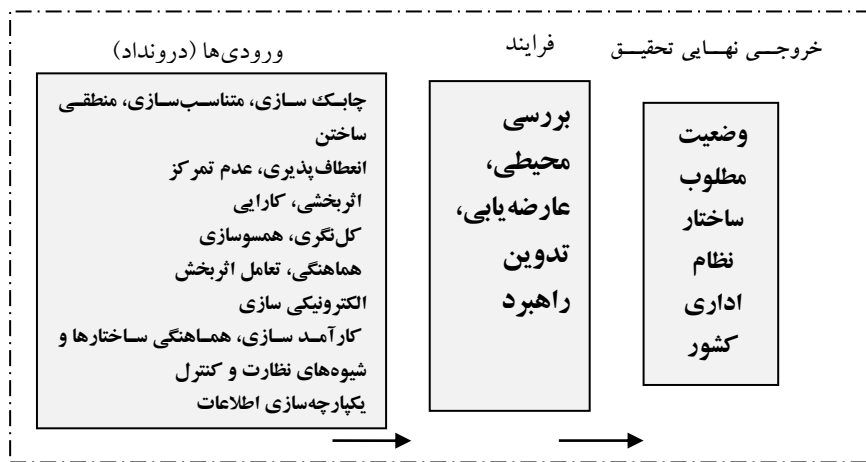 ورودی‌ها (درونداد)
چابک سازی، متناسب‌سازی، منطقی
ساختن
انعطاف‌پذیری، عدم تمرکز
اثربخشی، کارایی
کل‌نگری، همسوسازی
هماهنگی، تعامل اثربخش
الکترونیکی سازی
کارآمد سازی، هماهنگی ساختارها و
شیوه‌های نظارت و کنترل
یکپارچه‌سازی اطلاعات
فرایند
بررسی
محیطی،
عارضه‌یابی،
تدوین
راهبرد
خروجی نهایی تحقیق
وضعیت
مطلوب
ساختار
نظام
اداری
کشور